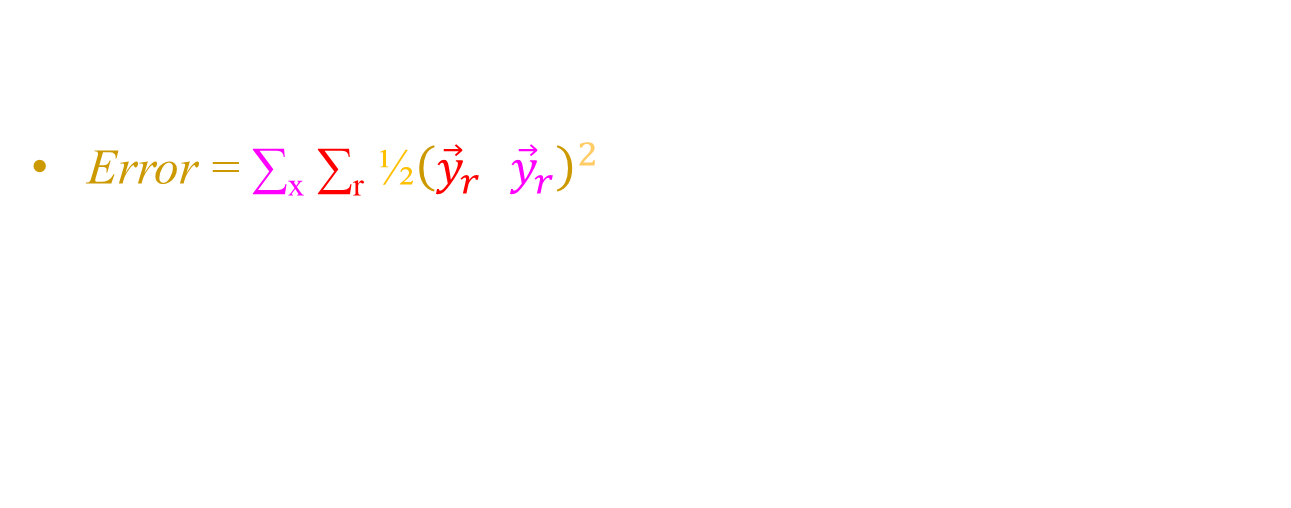 • Error = ∑x ∑r ½(y⃗r y⃗r)²